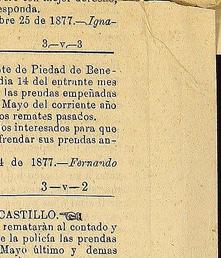 responda.
bre 25 de 1877.—Igna-
3-v-3
te de Piedad de Bene-
dia 14 del entrante mes
las prendas empeñadas
Mayo del corriente año
os remates pasados.
os interesados para que
frendar sus prendas an-
4 de 1877.—Fernando
3-v-2
CASTILLO.
rematarán al contado y
e la policía las prendas
Mayo último y demas